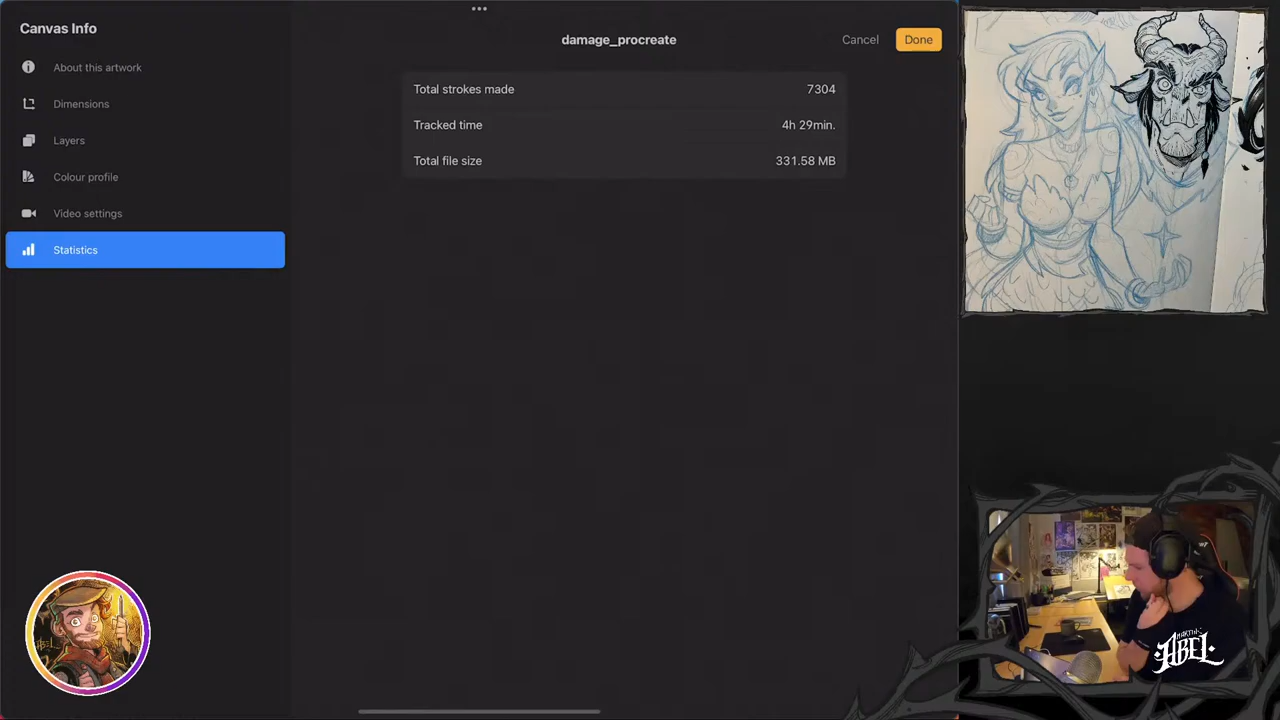 Canvas Info
damage_procreate
Cancel
Done
About this artwork
Dimensions
Layers
Colour profile
Video settings
Statistics
Total strokes made 7304
Tracked time 4h 29min.
Total file size 331.58 MB
MARTIN
ABEL